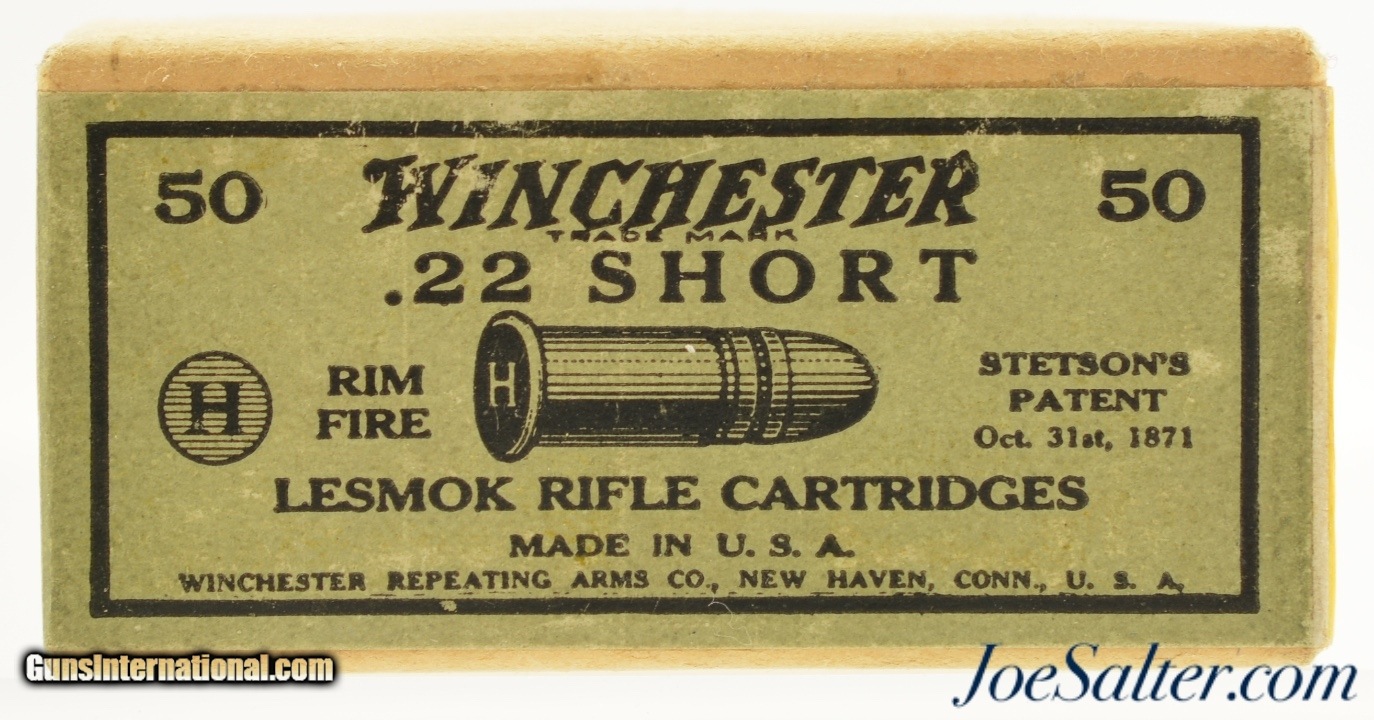 50 WINCHESTER 50
TRADE MARK
.22 SHORT
H
RIM
FIRE
H
STETSON'S
PATENT
Oct. 31st, 1871
LESMOK RIFLE CARTRIDGES
MADE IN U. S. A.
WINCHESTER REPEATING ARMS CO., NEW HAVEN, CONN., U. S. A.
GunsInternational.com
JoeSalter.com